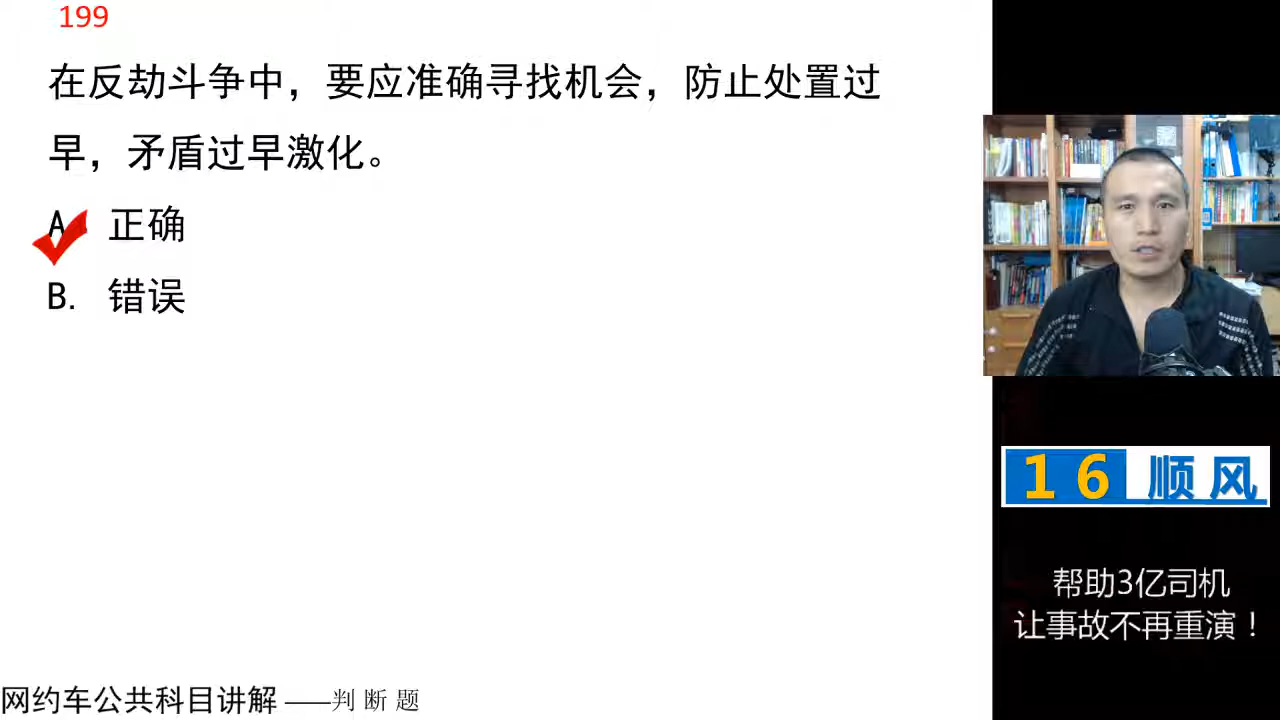 199
在反劫斗争中，要应准确寻找机会，防止处置过
早，矛盾过早激化。
A 正确
B. 错误
16顺风
帮助3亿司机
让事故不再重演！
网约车公共科目讲解——判断题